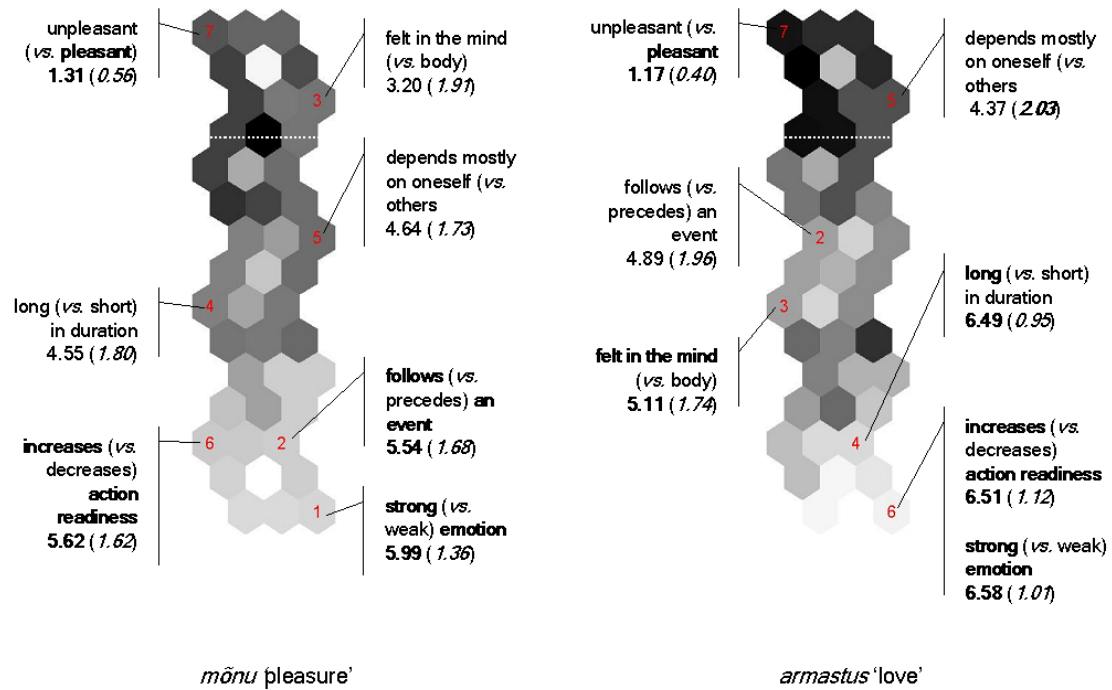 unpleasant
(vs. pleasant)
1.31 (0.56)
7
felt in the mind
(vs. body)
3.20 (1.91)
3
depends mostly
on oneself (vs.
others
4.64 (1.73)
5
long (vs. short)
in duration
4.55 (1.80)
4
follows (vs.
precedes) an
event
5.54 (1.68)
increases (vs.
decreases)
action
readiness
5.62 (1.62)
6
2
strong (vs.
weak) emotion
5.99 (1.36)
1
mõnu ‘pleasure’
unpleasant (vs.
pleasant
1.17 (0.40)
7
depends mostly
on oneself (vs.
others
4.37 (2.03)
5
follows (vs.
precedes) an
event
4.89 (1.96)
2
long (vs. short)
in duration
6.49 (0.95)
3
felt in the mind
(vs. body)
5.11 (1.74)
4
increases (vs.
decreases)
action readiness
6.51 (1.12)
6
strong (vs. weak)
emotion
6.58 (1.01)
armastus ‘love’